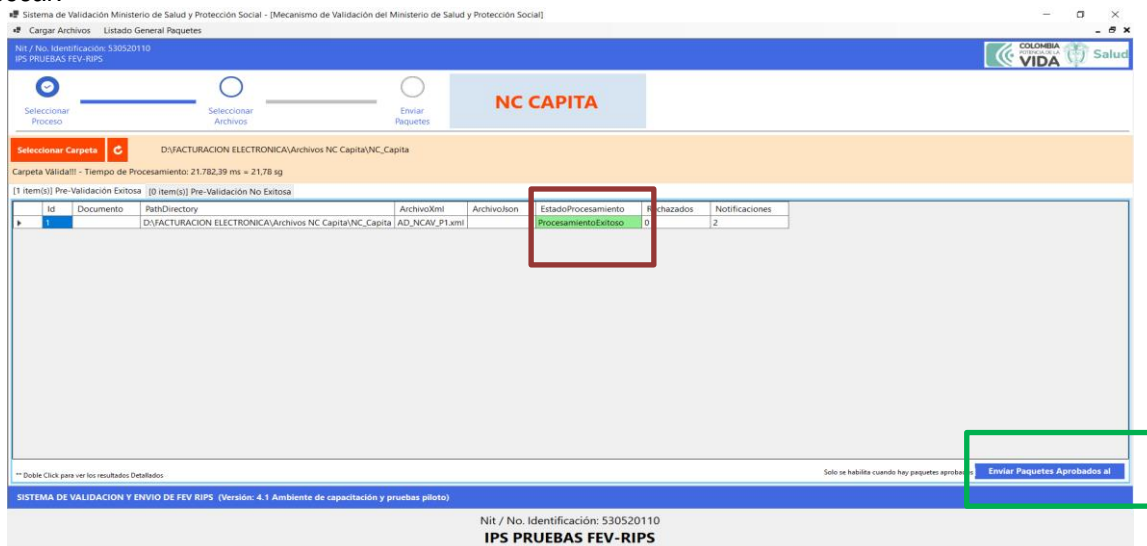 Sistema de Validación Ministerio de Salud y Protección Social - [Mecanismo de Validación del Ministerio de Salud y Protección Social]
Cargar Archivos Listado General Paquetes
Nit / No. Identificación: 530520110
IPS PRUEBAS FEV-RIPS
COLOMBIA
POTENCIA DE LA
VIDA
Salud
Seleccionar
Proceso
Seleccionar
Archivos
Enviar
Paquetes
NC CAPITA
Seleccionar Carpeta D:\FACTURACION ELECTRONICA\Archivos NC Capita\NC_Capita
Carpeta Válida!!! - Tiempo de Procesamiento: 21.782,39 ms = 21,78 sg
[1 item(s)] Pre-Validación Exitosa [0 item(s)] Pre-Validación No Exitosa
Id Documento PathDirectory ArchivoXml ArchivoJson EstadoProcesamiento Rechazados Notificaciones
1 D:\FACTURACION ELECTRONICA\Archivos NC Capita\NC_Capita AD_NCAV_P1.xml ProcesamientoExitoso 0 2
** Doble Click para ver los resultados Detallados
Solo se habilita cuando hay paquetes aprobados Enviar Paquetes Aprobados al
SISTEMA DE VALIDACION Y ENVIO DE FEV RIPS (Versión: 4.1 Ambiente de capacitación y pruebas piloto)
Nit / No. Identificación: 530520110
IPS PRUEBAS FEV-RIPS